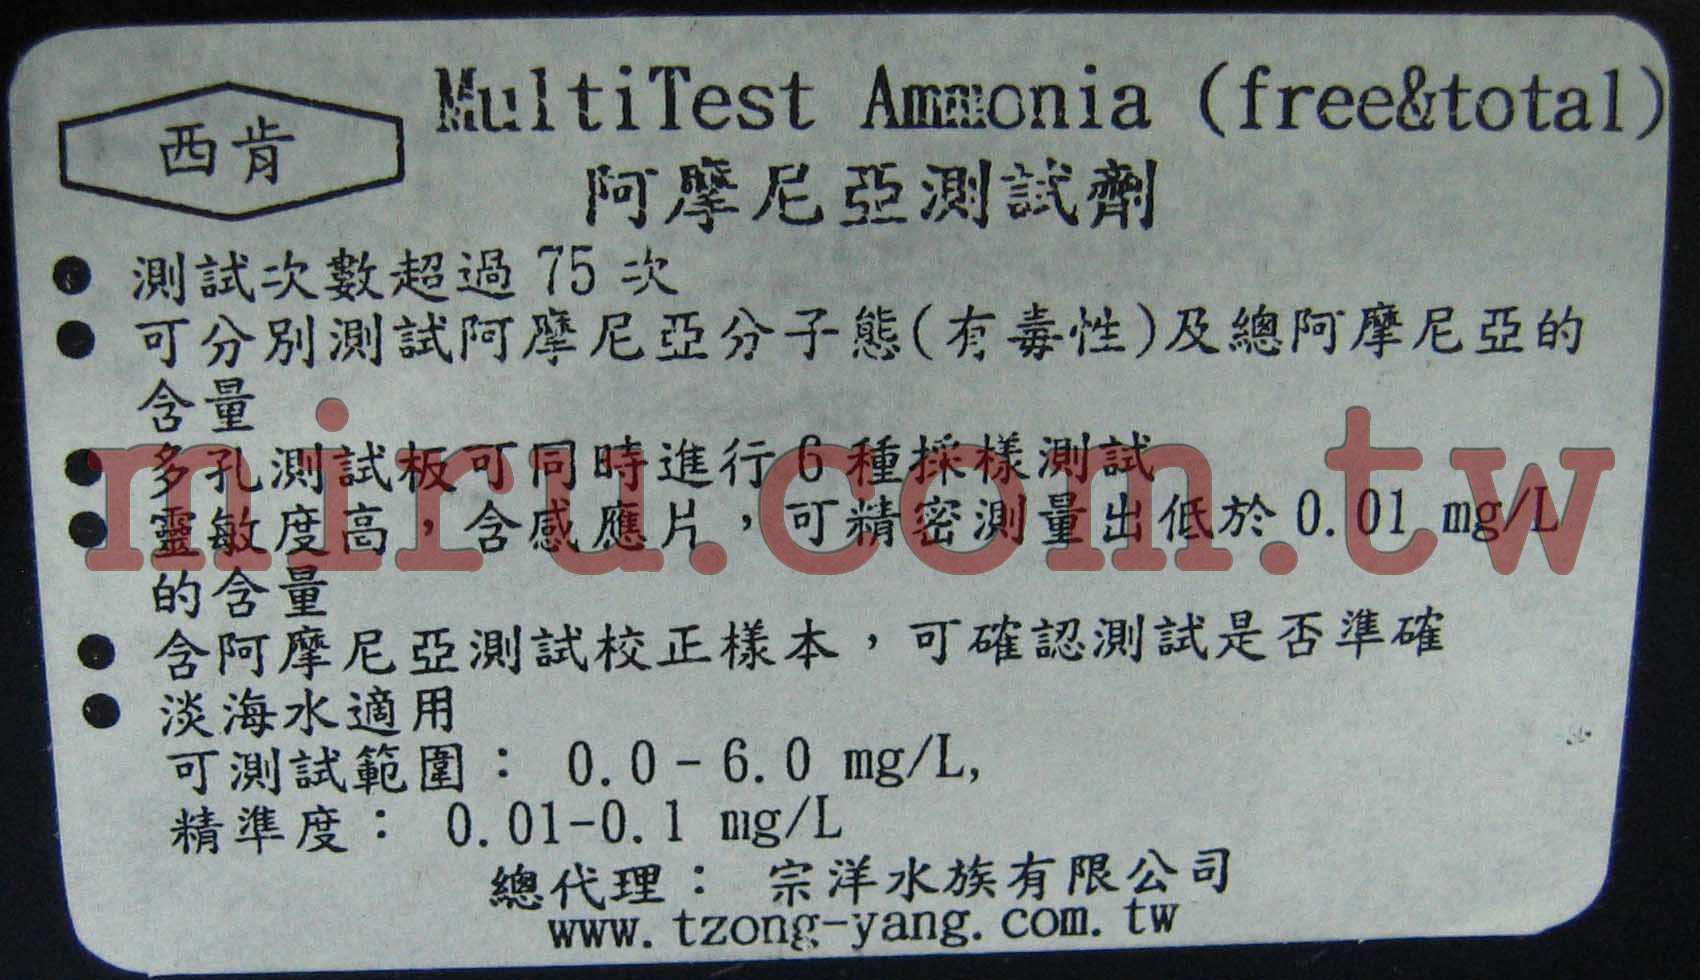 西肯
MultiTest Ammonia (free&total)
阿摩尼亞測試劑
● 測試次數超過 75 次
● 可分別測試阿摩尼亞分子態(有毒性)及總阿摩尼亞的
含量
● 多孔測試板可同時進行 6 種採樣測試
● 靈敏度高，含感應片，可精密測量出低於 0.01 mg/L
的含量
● 含阿摩尼亞測試校正樣本，可確認測試是否準確
● 淡海水適用
可測試範圍： 0.0-6.0 mg/L,
精準度： 0.01-0.1 mg/L
總代理： 宗洋水族有限公司
www.tzong-yang.com.tw
miru.com.tw